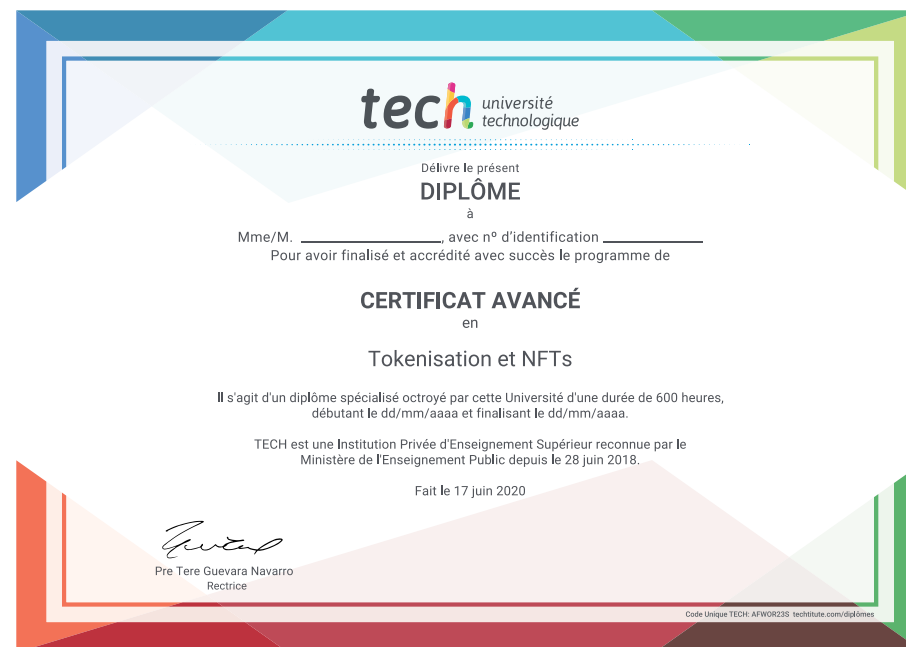 tech université
technologique
Délivre le présent
DIPLÔME
à
Mme/M. ____________________, avec nº d'identification ______________
Pour avoir finalisé et accrédité avec succès le programme de
CERTIFICAT AVANCÉ
en
Tokenisation et NFTs
Il s'agit d'un diplôme spécialisé octroyé par cette Université d'une durée de 600 heures,
débutant le dd/mm/aaaa et finalisant le dd/mm/aaaa.
TECH est une Institution Privée d'Enseignement Supérieur reconnue par le
Ministère de l'Enseignement Public depuis le 28 juin 2018.
Fait le 17 juin 2020
Pre Tere Guevara Navarro
Rectrice
Code Unique TECH: AFWOR23S techtitute.com/diplômes